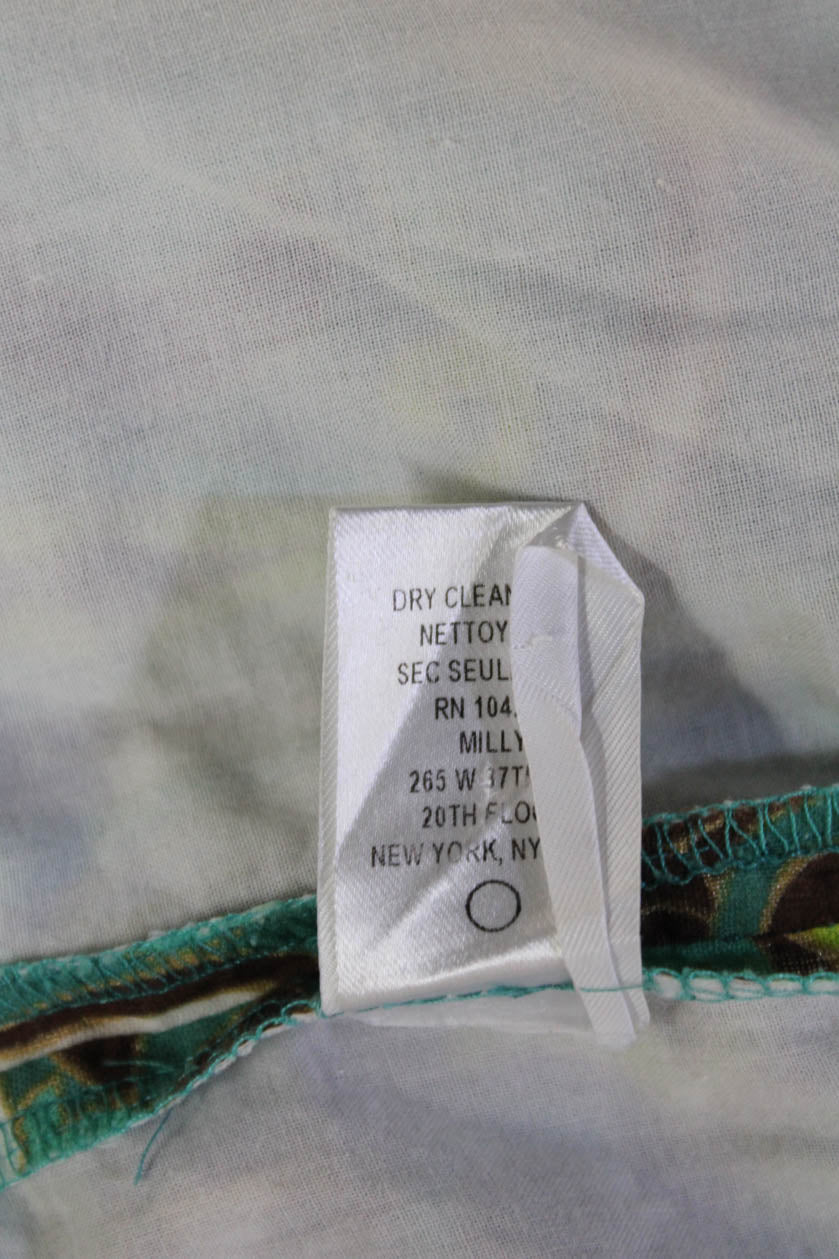 DRY CLEAN
NETTOY
SEC SEUL
RN 104
MILLY
265 W 37T
20TH FLO
NEW YORK, NY